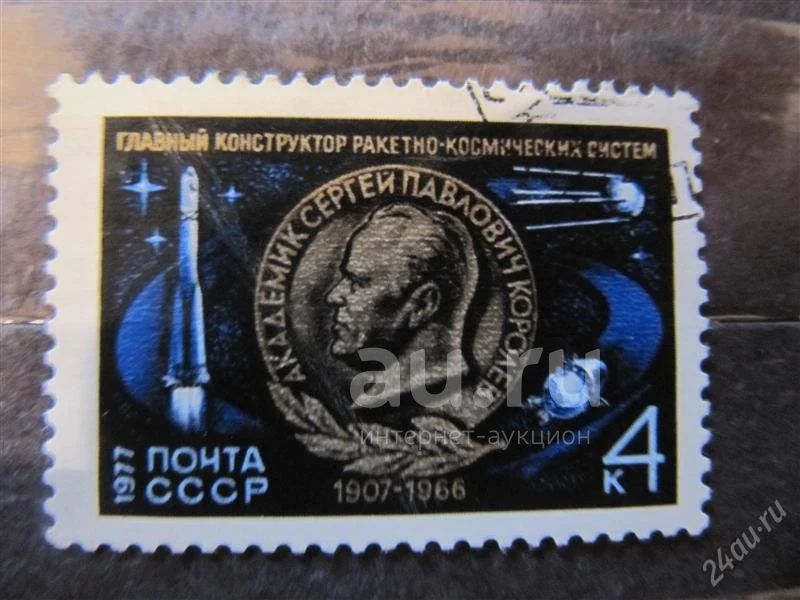 ГЛАВНЫЙ КОНСТРУКТОР РАКЕТНО-КОСМИЧЕСКИХ СИСТЕМ
АКАДЕМИК СЕРГЕЙ ПАВЛОВИЧ КОРОЛЕВ
au.ru
интернет-аукцион
1977
ПОЧТА
СССР
1907-1966
4
К
24au.ru